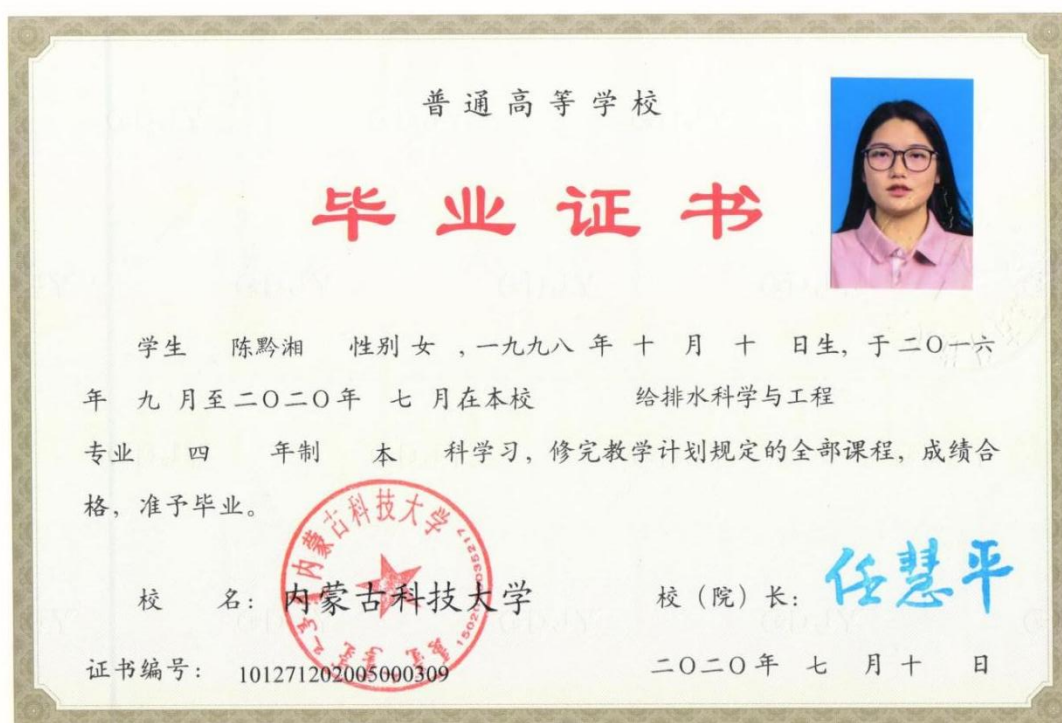 普通高等学校
毕业证书
学生 陈黔湘 性别 女 ,一九九八 年 十 月 十 日生, 于二〇一六
年 九 月至二〇二〇年 七 月在本校 给排水科学与工程
专业 四 年制 本 科学习, 修完教学计划规定的全部课程, 成绩合
格, 准予毕业。
内蒙古科技大学
校 名: 内蒙古科技大学 校（院）长: 任慧平
证书编号: 101271202005000309 二〇二〇年 七 月十 日